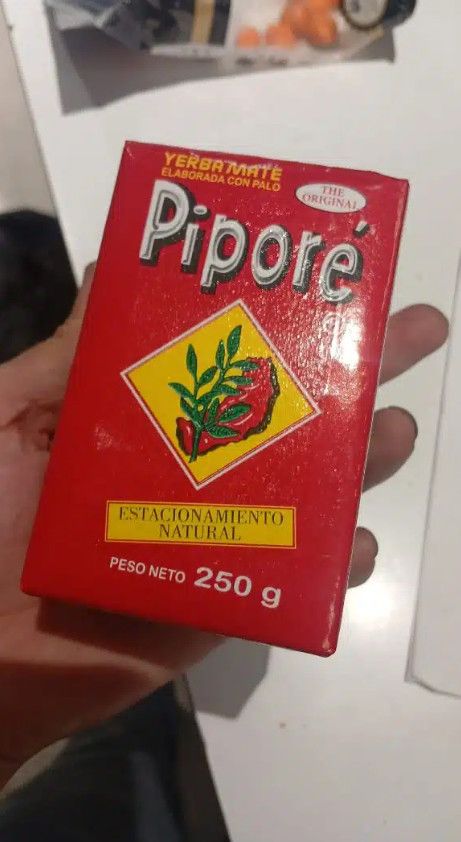 YERBA MATE
ELABORADA CON PALO
THE
ORIGINAL
Piporé
ESTACIONAMIENTO
NATURAL
PESO NETO 250 g